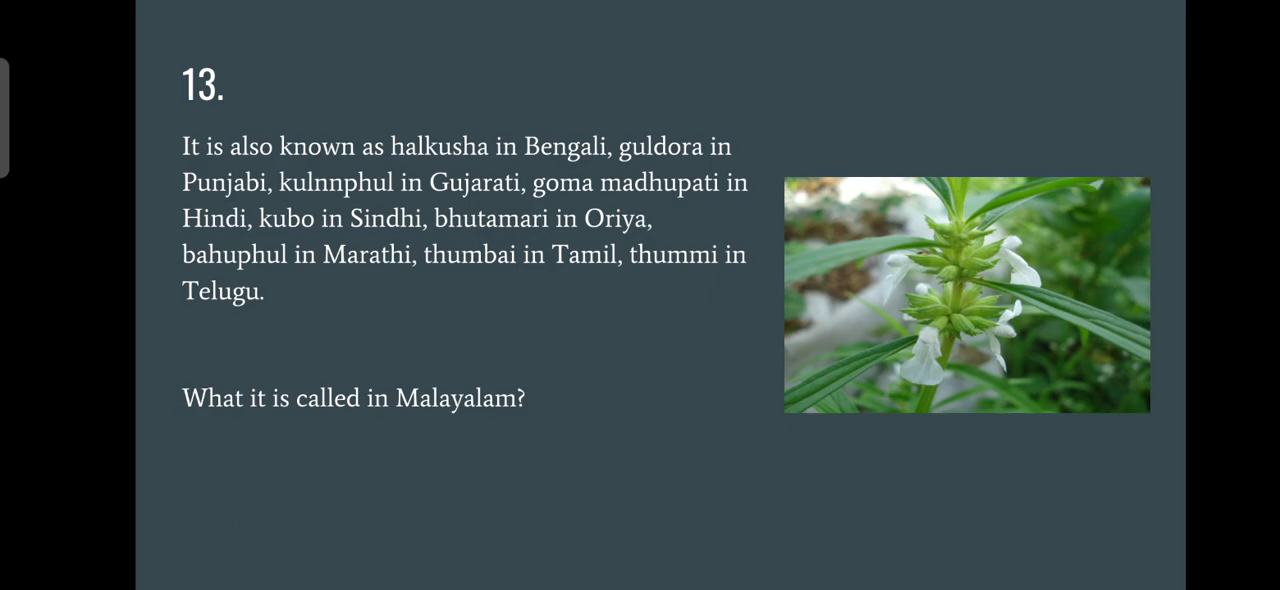 13.
It is also known as halkusha in Bengali, guldora in
Punjabi, kulnnphul in Gujarati, goma madhupati in
Hindi, kubo in Sindhi, bhutamari in Oriya,
bahuphul in Marathi, thumbai in Tamil, thummi in
Telugu.
What it is called in Malayalam?